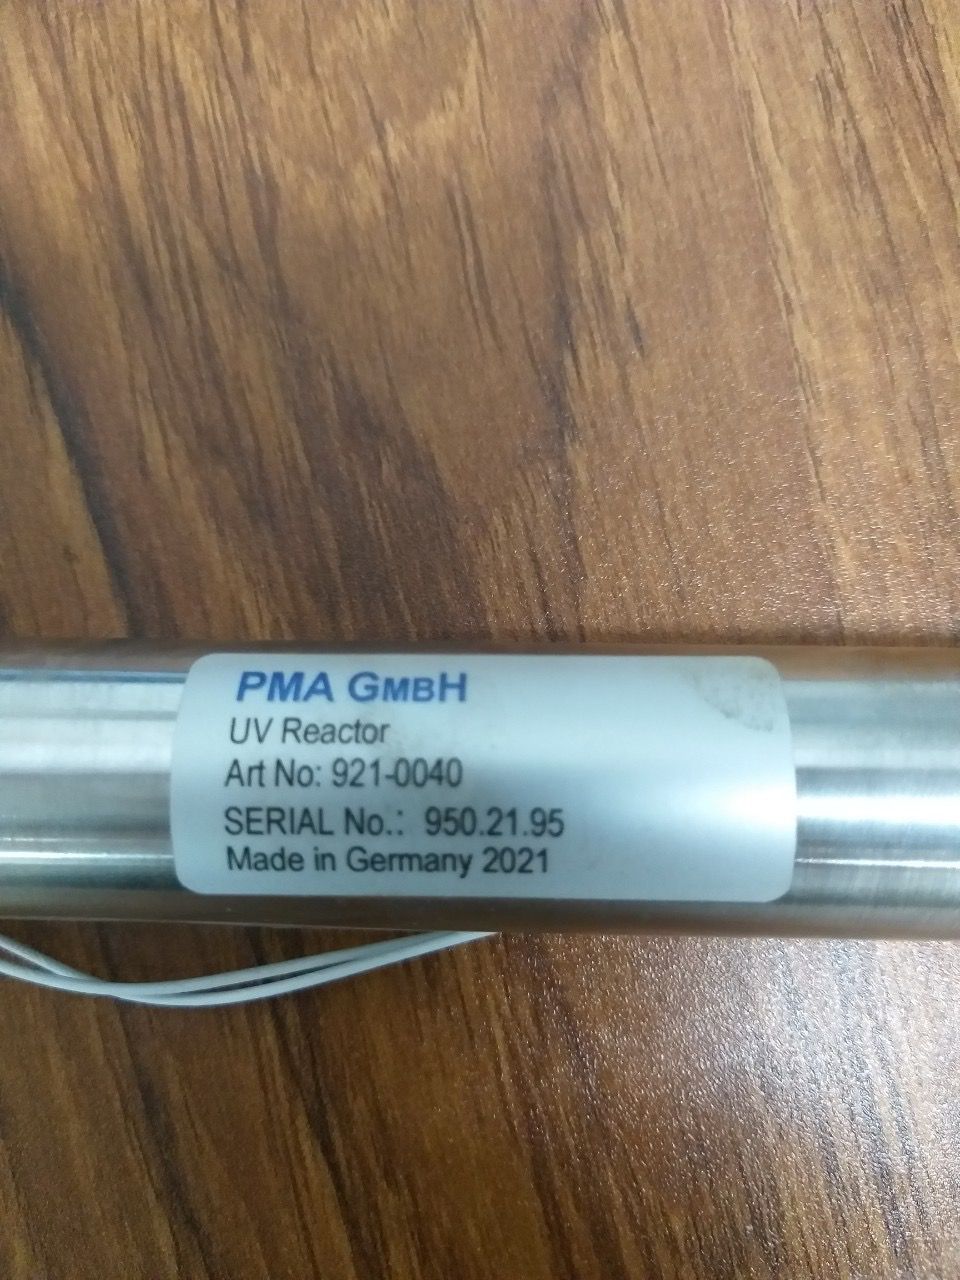 PMA GMBH
UV Reactor
Art No: 921-0040
SERIAL No.: 950.21.95
Made in Germany 2021